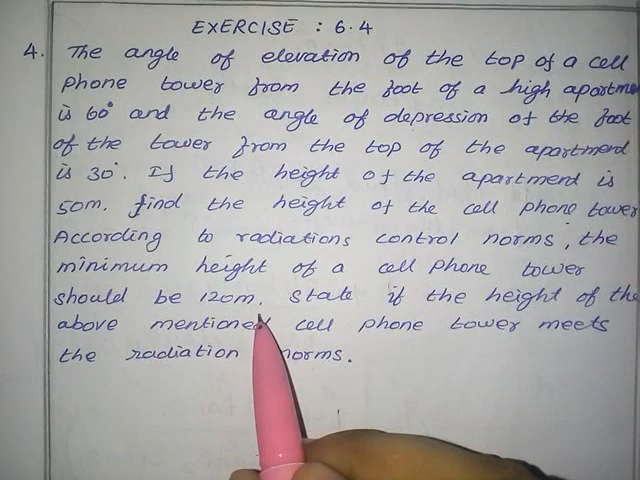 EXERCISE : 6.4
4. The angle of elevation of the top of a cell
phone tower from the foot of a high apartme
is 60° and the angle of depression of the foot
of the tower from the top of the apartmend
is 30°. If the height of the apartmend is
50m. find the height of the cell phone tower
According to radiations control norms, the
minimum height of a cell phone tower
should be 120m. State if the height of the
above mentioned cell phone tower meets
the radiation norms.